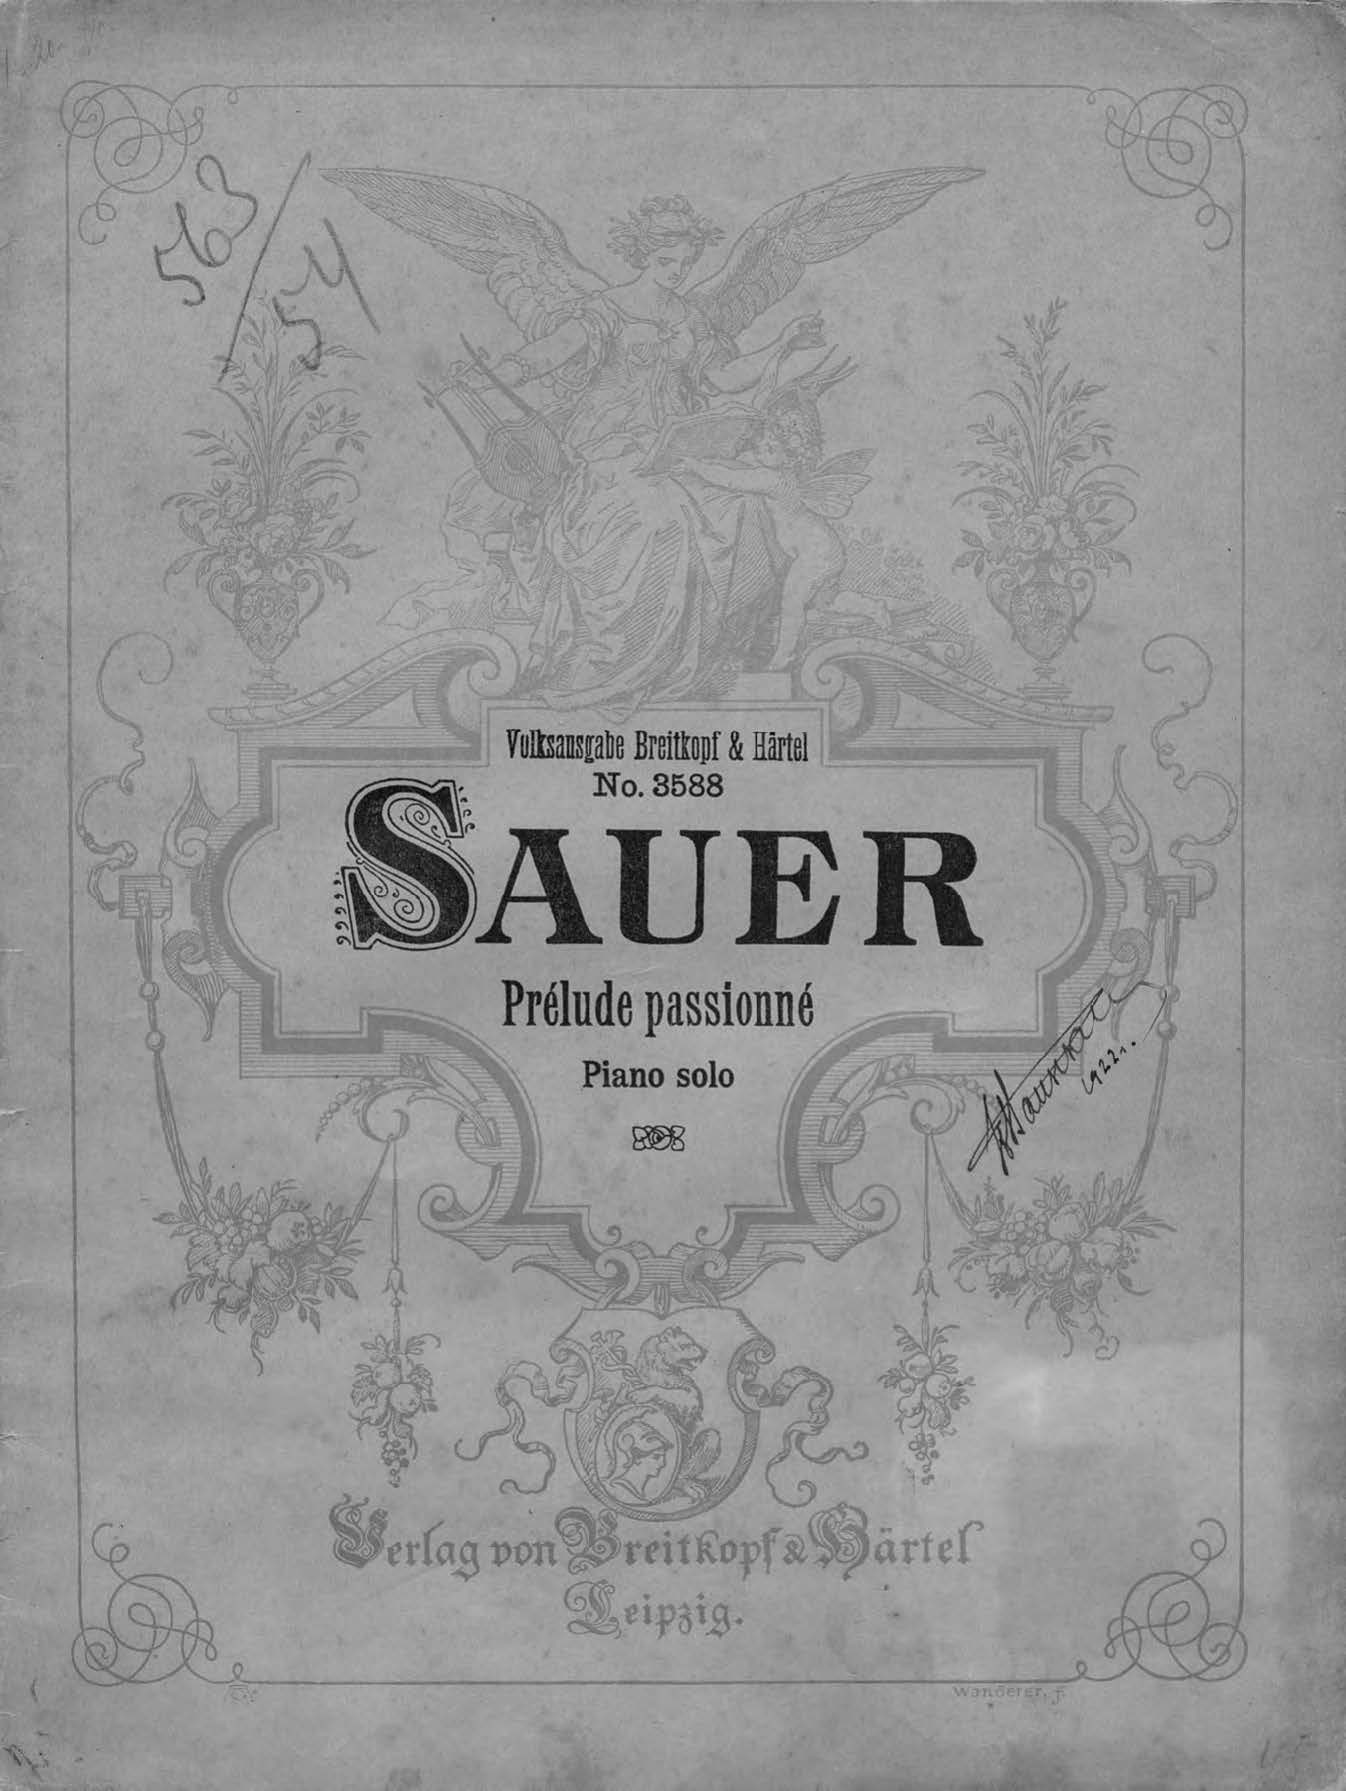 563/54
Volksausgabe Breitkopf & Härtel
No. 3588
SAUER
Prélude passionné
Piano solo
1922 г.
Verlag von Breitkopf & Härtel
Leipzig.
Wanderer, f.